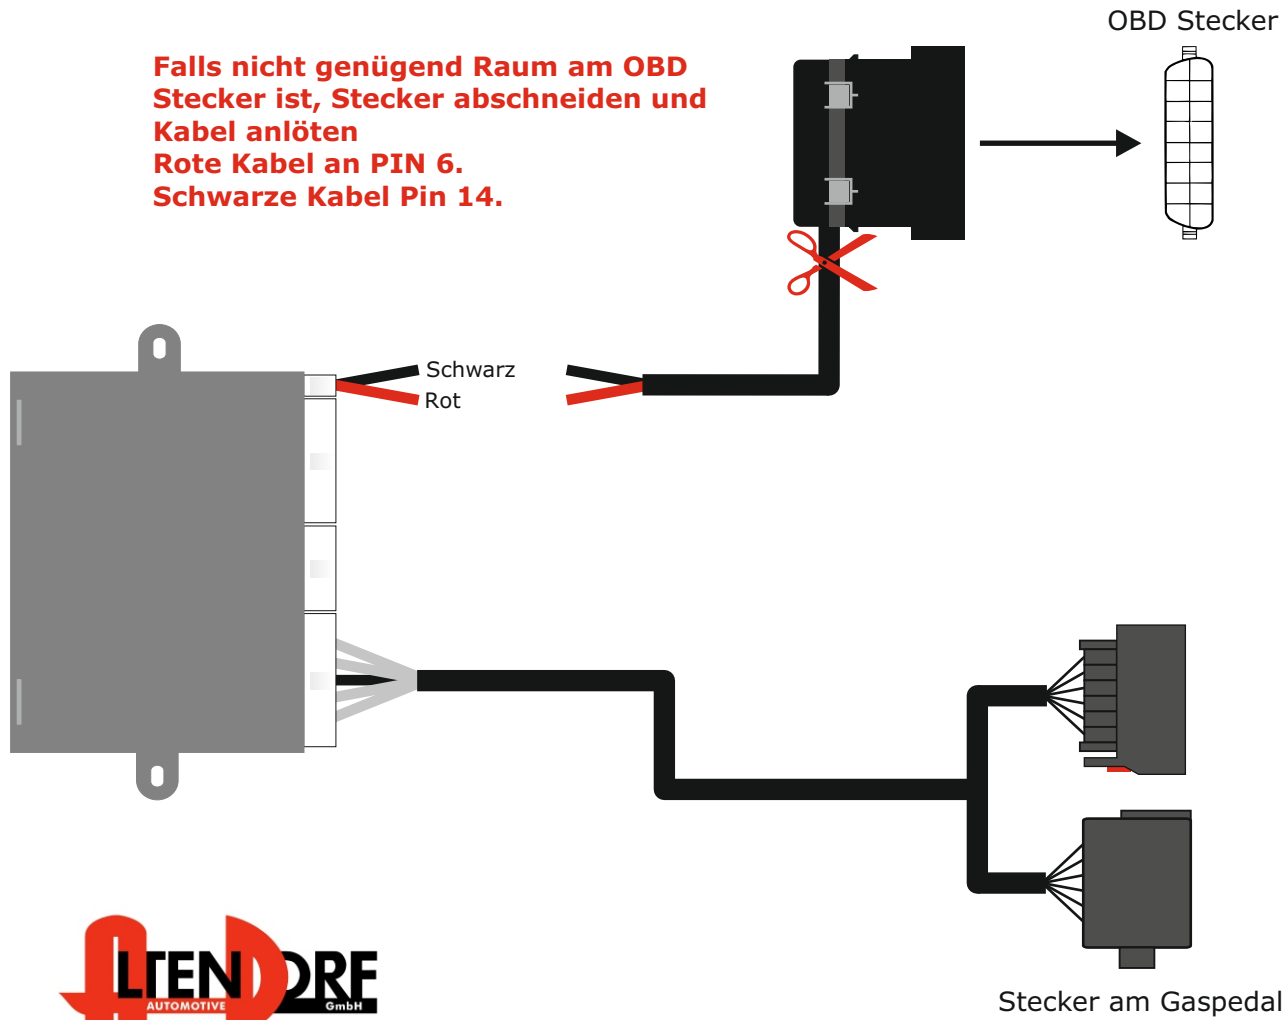 OBD Stecker
Falls nicht genügend Raum am OBD
Stecker ist, Stecker abschneiden und
Kabel anlöten
Rote Kabel an PIN 6.
Schwarze Kabel Pin 14.
Schwarz
Rot
ALTENDORF
AUTOMOTIVE GmbH
Stecker am Gaspedal